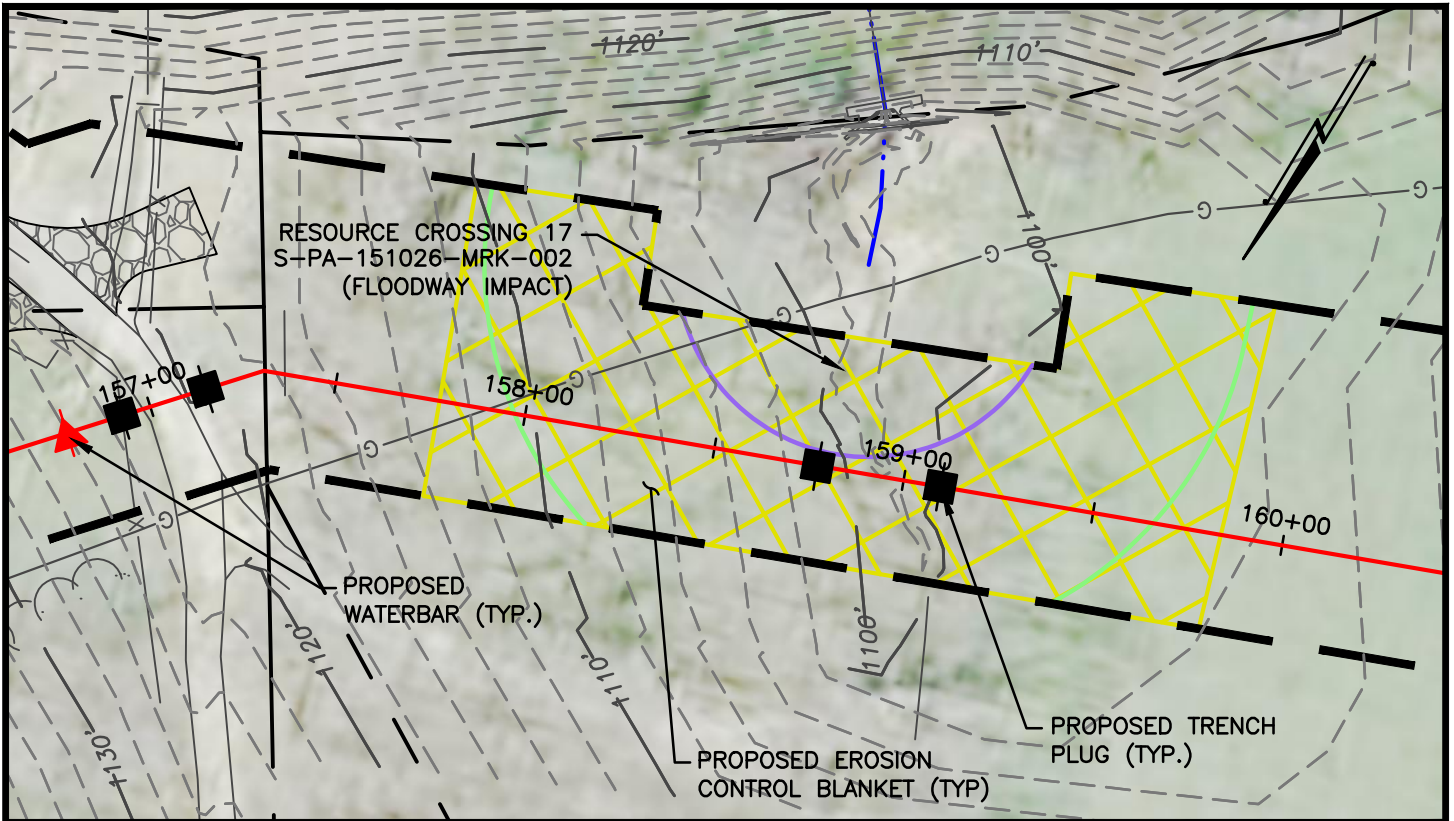 1120'
1110'
N
G
RESOURCE CROSSING 17
S-PA-151026-MRK-002
(FLOODWAY IMPACT)
1100'
G
G
G
157+00
158+00
G
G
159+00
160+00
G
PROPOSED
WATERBAR (TYP.)
1120'
1110'
1100'
1130'
PROPOSED EROSION
CONTROL BLANKET (TYP)
PROPOSED TRENCH
PLUG (TYP.)